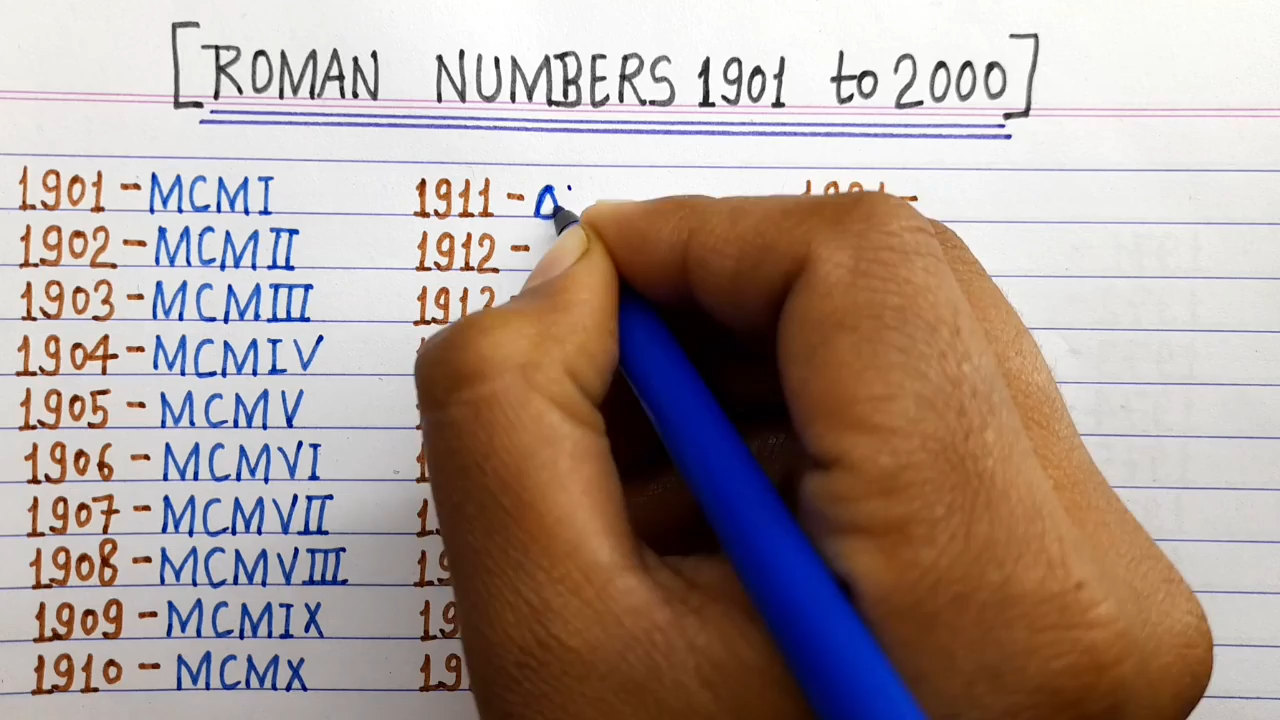 [ROMAN NUMBERS 1901 to 2000]
1901 - MCMI
1902 - MCMII
1903 - MCMIII
1904 - MCMIV
1905 - MCMV
1906 - MCMVI
1907 - MCMVII
1908 - MCMVIII
1909 - MCMIX
1910 - MCMX
1911 -
1912 -
1913